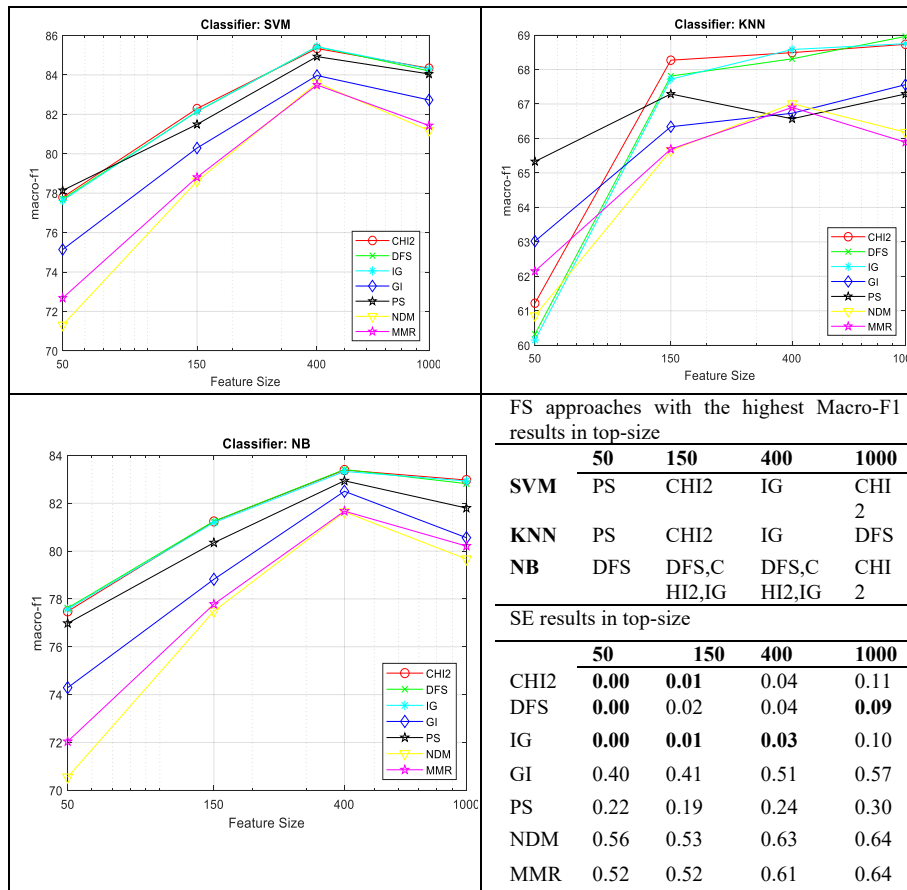 Classifier: SVM
86
84
82
80
78
76
74
72
70
macro-f1
50
150
400
1000
Feature Size
CHI2
DFS
IG
GI
PS
NDM
MMR
Classifier: KNN
69
68
67
66
65
64
63
62
61
60
macro-f1
50
150
400
100
Feature Size
CHI2
DFS
IG
GI
PS
NDM
MMR
Classifier: NB
84
82
80
78
76
74
72
70
macro-f1
50
150
400
1000
Feature Size
CHI2
DFS
IG
GI
PS
NDM
MMR
FS approaches with the highest Macro-F1
results in top-size
50 150 400 1000
SVM PS CHI2 IG CHI
2
KNN PS CHI2 IG DFS
NB DFS DFS,C DFS,C CHI
HI2,IG HI2,IG 2
SE results in top-size
50 150 400 1000
CHI2 0.00 0.01 0.04 0.11
DFS 0.00 0.02 0.04 0.09
IG 0.00 0.01 0.03 0.10
GI 0.40 0.41 0.51 0.57
PS 0.22 0.19 0.24 0.30
NDM 0.56 0.53 0.63 0.64
MMR 0.52 0.52 0.61 0.64